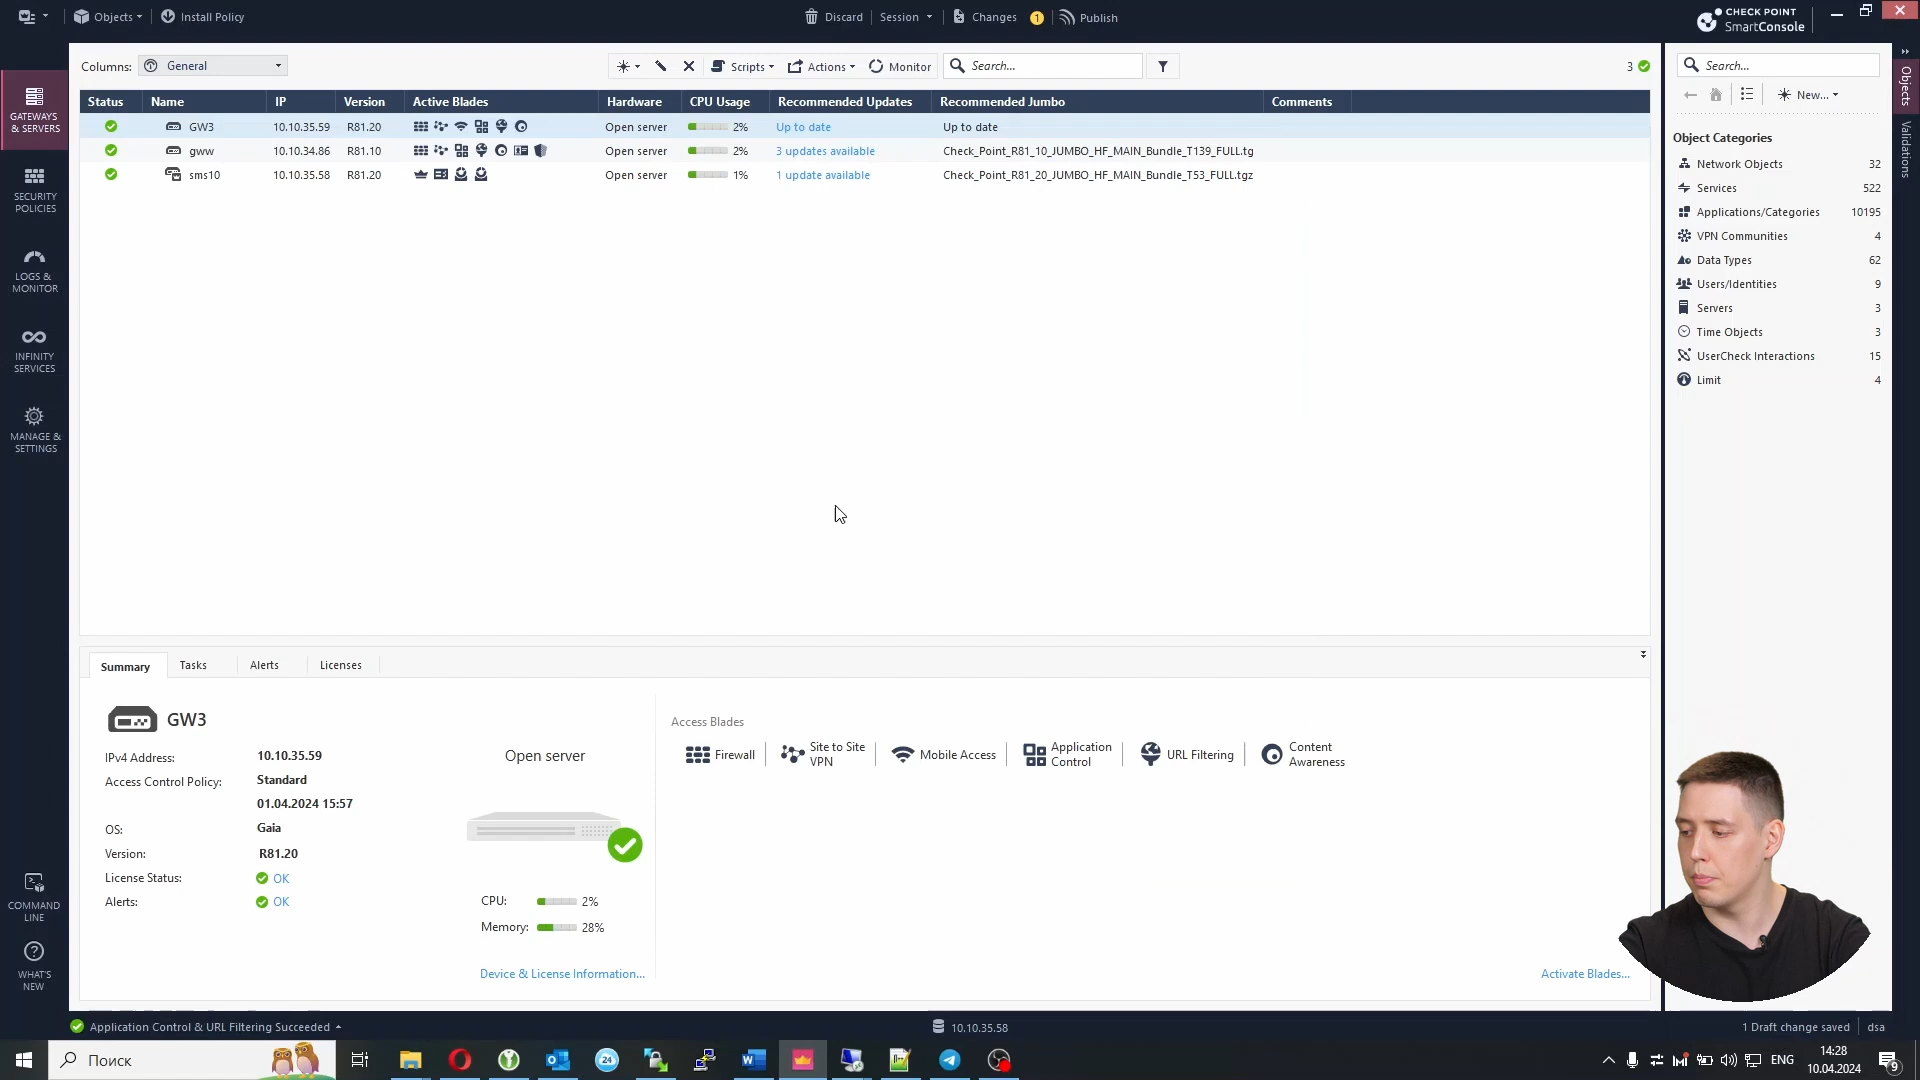 Objects
Install Policy
Discard
Session
Changes
1
Publish
CHECK POINT
SmartConsole
Columns:
General
Scripts
Actions
Monitor
Search...
3
Status Name IP Version Active Blades Hardware CPU Usage Recommended Updates Recommended Jumbo Comments
GW3 10.10.35.59 R81.20 Open server 2% Up to date Up to date
gww 10.10.34.86 R81.10 Open server 2% 3 updates available Check_Point_R81_10_JUMBO_HF_MAIN_Bundle_T139_FULL.tg
sms10 10.10.35.58 R81.20 Open server 1% 1 update available Check_Point_R81_20_JUMBO_HF_MAIN_Bundle_T53_FULL.tgz
GATEWAYS
& SERVERS
SECURITY
POLICIES
LOGS &
MONITOR
INFINITY
SERVICES
MANAGE &
SETTINGS
COMMAND
LINE
WHAT'S
NEW
Search...
New...
Object Categories
Network Objects 32
Services 522
Applications/Categories 10195
VPN Communities 4
Data Types 62
Users/Identities 9
Servers 3
Time Objects 3
UserCheck Interactions 15
Limit 4
Objects
Validations
Summary Tasks Alerts Licenses
GW3
IPv4 Address: 10.10.35.59
Access Control Policy: Standard
01.04.2024 15:57
OS: Gaia
Version: R81.20
License Status: OK
Alerts: OK
Open server
CPU: 2%
Memory: 28%
Device & License Information...
Access Blades
Firewall
Site to Site
VPN
Mobile Access
Application
Control
URL Filtering
Content
Awareness
Activate Blades...
Application Control & URL Filtering Succeeded
10.10.35.58
1 Draft change saved
dsa
Поиск
24
ENG
14:28
10.04.2024
9